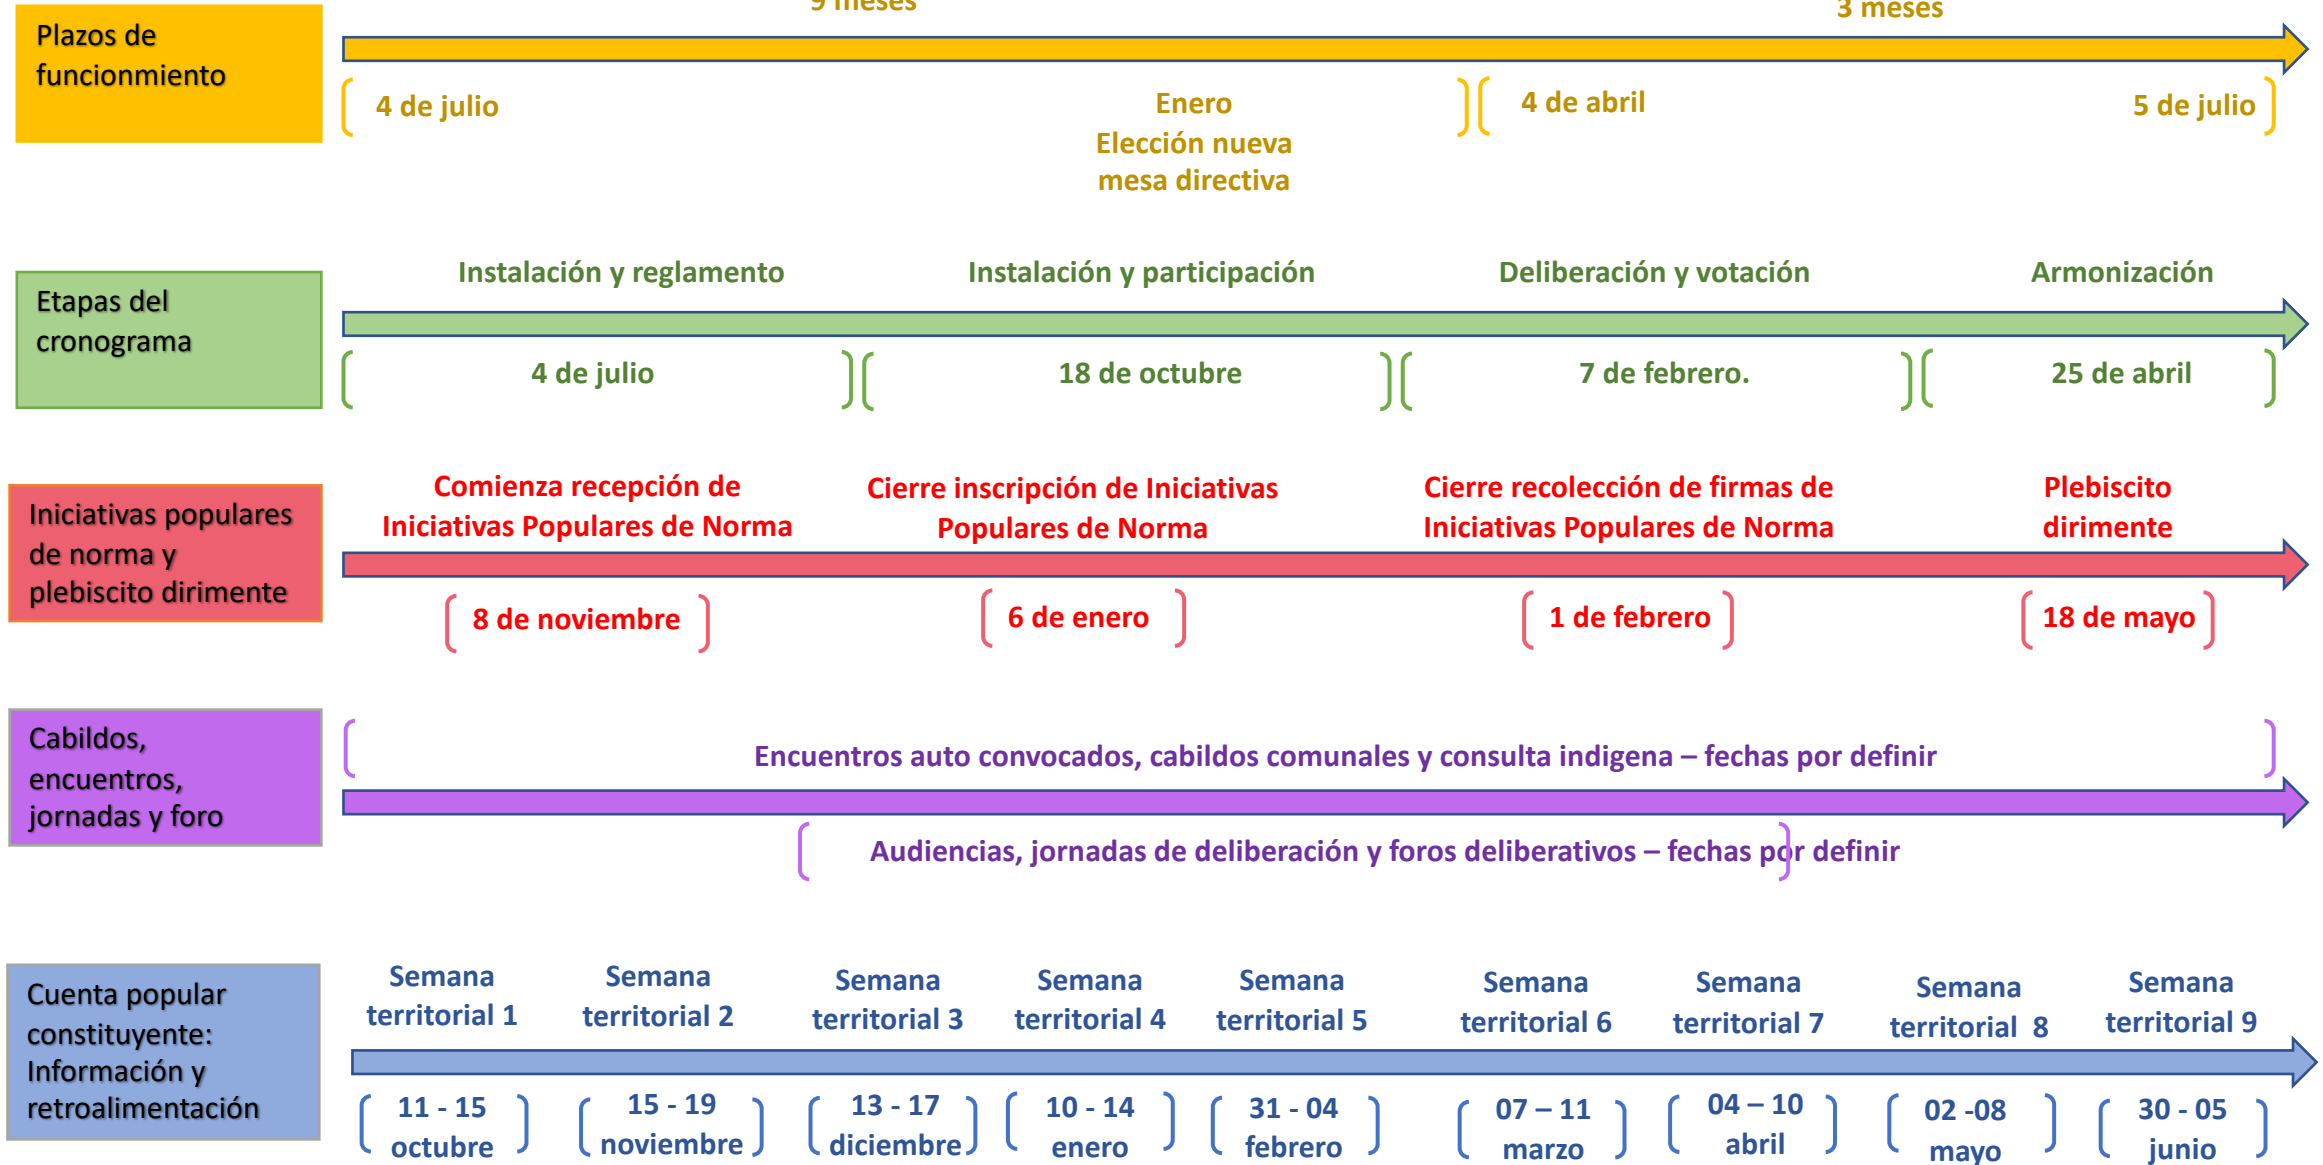 9 meses
3 meses
Plazos de
funcionmiento
4 de julio
Enero
Elección nueva
mesa directiva
4 de abril
5 de julio
Etapas del
cronograma
Instalación y reglamento
Instalación y participación
Deliberación y votación
Armonización
4 de julio
18 de octubre
7 de febrero.
25 de abril
Iniciativas populares
de norma y
plebiscito dirimente
Comienza recepción de
Iniciativas Populares de Norma
Cierre inscripción de Iniciativas
Populares de Norma
Cierre recolección de firmas de
Iniciativas Populares de Norma
Plebiscito
dirimente
8 de noviembre
6 de enero
1 de febrero
18 de mayo
Cabildos,
encuentros,
jornadas y foro
Encuentros auto convocados, cabildos comunales y consulta indigena – fechas por definir
Audiencias, jornadas de deliberación y foros deliberativos – fechas por definir
Cuenta popular
constituyente:
Información y
retroalimentación
Semana
territorial 1
Semana
territorial 2
Semana
territorial 3
Semana
territorial 4
Semana
territorial 5
Semana
territorial 6
Semana
territorial 7
Semana
territorial 8
Semana
territorial 9
11 - 15
octubre
15 - 19
noviembre
13 - 17
diciembre
10 - 14
enero
31 - 04
febrero
07 – 11
marzo
04 – 10
abril
02 -08
mayo
30 - 05
junio